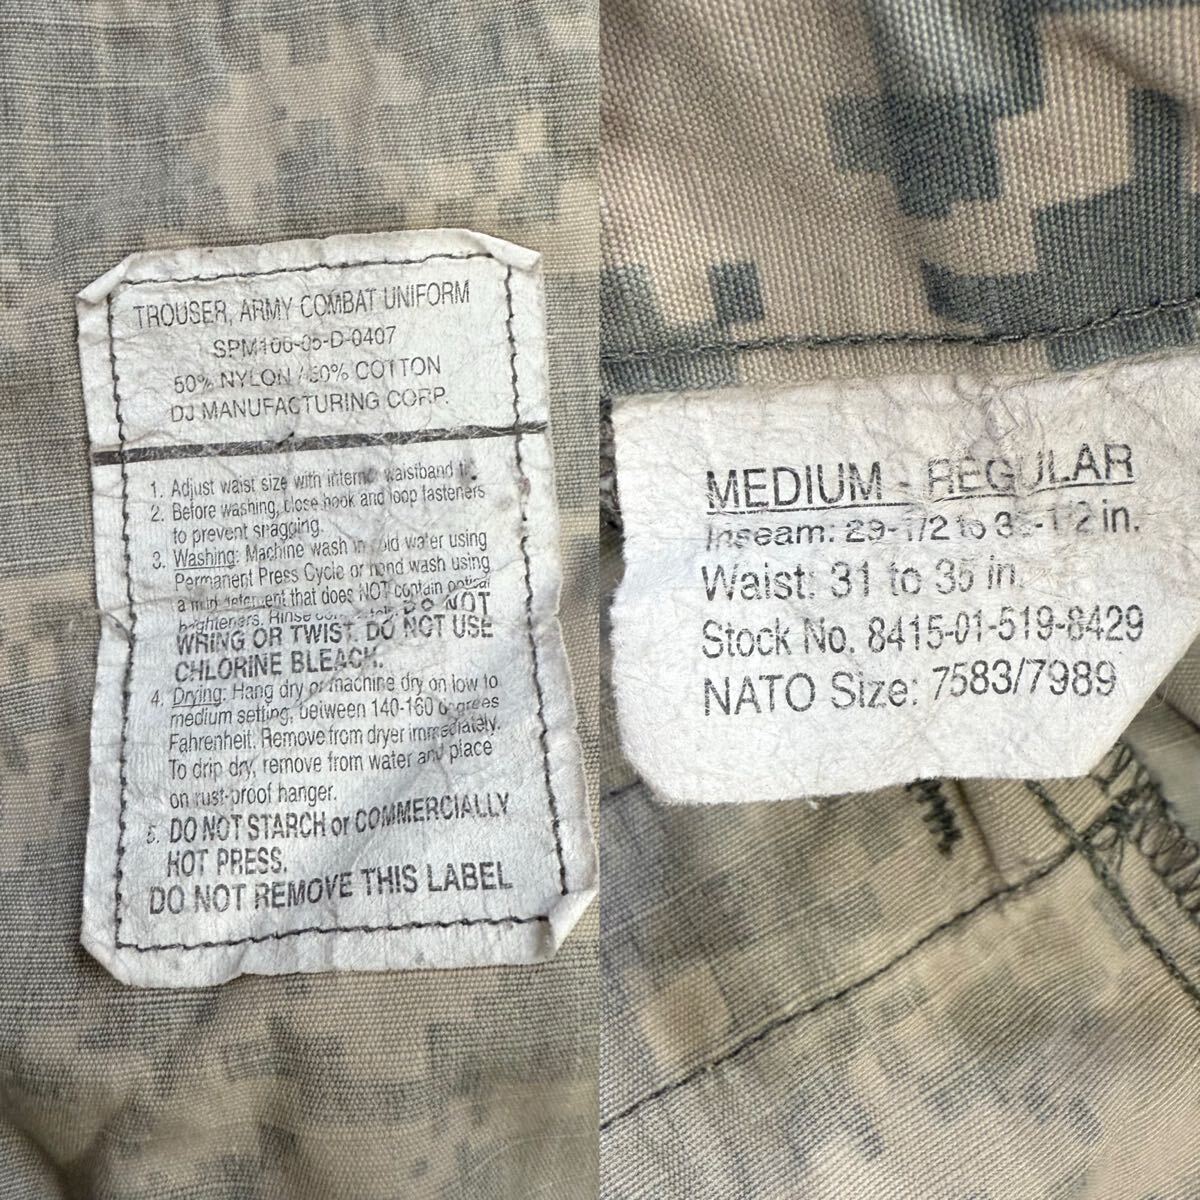 TROUSER, ARMY COMBAT UNIFORM
SPM100-05-D-0407
50% NYLON / 50% COTTON
DJ MANUFACTURING CORP.
1. Adjust waist size with waistband
2. Before washing, close hook and loop fasteners
to prevent snagging.
3. Washing: Machine wash in cold water using
Permanent Press Cycle or hand wash using
a mild detergent that does NOT contain optical
brighteners. Rinse DO NOT
WRING OR TWIST. DO NOT USE
CHLORINE BLEACH.
4. Drying: Hang dry or machine dry on low to
medium setting, between 140-160 degrees
Fahrenheit. Remove from dryer immediately.
To drip dry, remove from water and place
on rust-proof hanger.
5. DO NOT STARCH or COMMERCIALLY
HOT PRESS.
DO NOT REMOVE THIS LABEL
MEDIUM - REGULAR
Inseam: 29-1/2 to 32-1/2 in.
Waist: 31 to 35 in.
Stock No. 8415-01-519-8429
NATO Size: 7583/7989